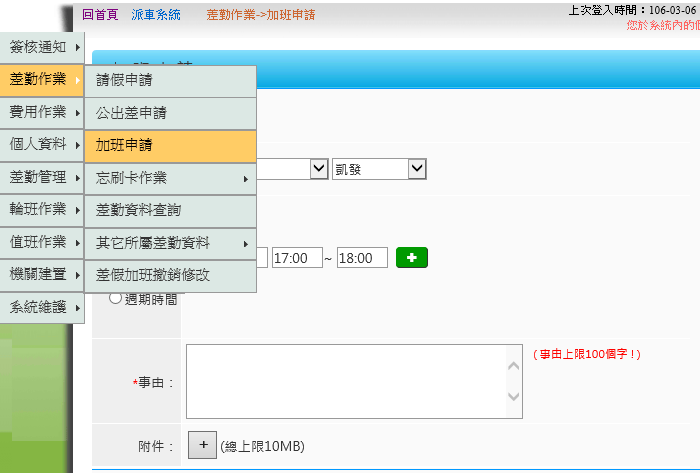 回首頁 派車系統 差勤作業->加班申請 上次登入時間：106-03-06
您於系統內的
簽核通知
差勤作業
費用作業
個人資料
差勤管理
輪班作業
值班作業
機關建置
系統維護
請假申請
公出差申請
加班申請
忘刷卡作業
差勤資料查詢
其它所屬差勤資料
差假加班撤銷修改
凱發
17:00 ~ 18:00
週期時間
*事由：
(事由上限100個字!)
附件： + (總上限10MB)